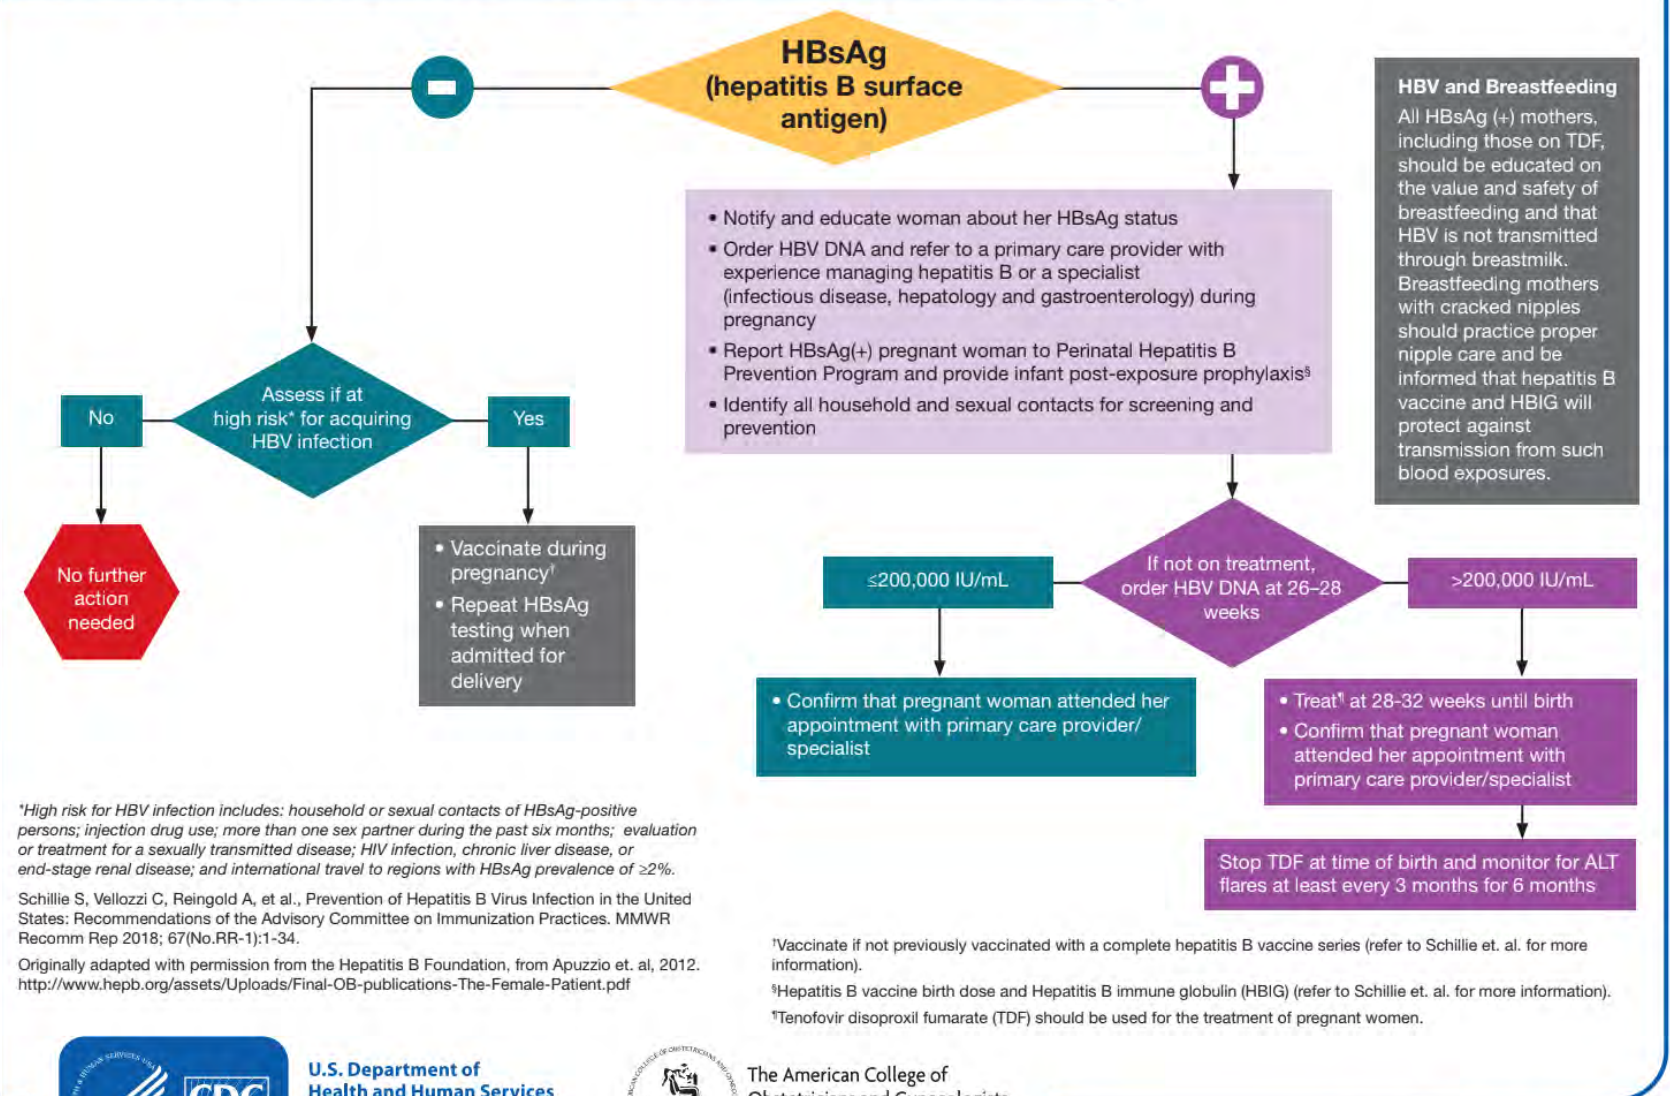 HBsAg
(hepatitis B surface
antigen)
HBV and Breastfeeding
All HBsAg (+) mothers,
including those on TDF,
should be educated on
the value and safety of
breastfeeding and that
HBV is not transmitted
through breastmilk.
Breastfeeding mothers
with cracked nipples
should practice proper
nipple care and be
informed that hepatitis B
vaccine and HBIG will
protect against
transmission from such
blood exposures.
• Notify and educate woman about her HBsAg status
• Order HBV DNA and refer to a primary care provider with
experience managing hepatitis B or a specialist
(infectious disease, hepatology and gastroenterology) during
pregnancy
• Report HBsAg(+) pregnant woman to Perinatal Hepatitis B
Prevention Program and provide infant post-exposure prophylaxis§
• Identify all household and sexual contacts for screening and
prevention
Assess if at
high risk* for acquiring
HBV infection
No
Yes
No further
action
needed
• Vaccinate during
pregnancy†
• Repeat HBsAg
testing when
admitted for
delivery
If not on treatment,
order HBV DNA at 26–28
weeks
≤200,000 IU/mL
>200,000 IU/mL
• Confirm that pregnant woman attended her
appointment with primary care provider/
specialist
• Treat¶ at 28-32 weeks until birth
• Confirm that pregnant woman
attended her appointment with
primary care provider/specialist
Stop TDF at time of birth and monitor for ALT
flares at least every 3 months for 6 months
*High risk for HBV infection includes: household or sexual contacts of HBsAg-positive
persons; injection drug use; more than one sex partner during the past six months; evaluation
or treatment for a sexually transmitted disease; HIV infection, chronic liver disease, or
end-stage renal disease; and international travel to regions with HBsAg prevalence of ≥2%.
Schillie S, Vellozzi C, Reingold A, et al., Prevention of Hepatitis B Virus Infection in the United
States: Recommendations of the Advisory Committee on Immunization Practices. MMWR
Recomm Rep 2018; 67(No.RR-1):1-34.
Originally adapted with permission from the Hepatitis B Foundation, from Apuzzio et. al, 2012.
http://www.hepb.org/assets/Uploads/Final-OB-publications-The-Female-Patient.pdf
†Vaccinate if not previously vaccinated with a complete hepatitis B vaccine series (refer to Schillie et. al. for more
information).
§Hepatitis B vaccine birth dose and Hepatitis B immune globulin (HBIG) (refer to Schillie et. al. for more information).
¶Tenofovir disoproxil fumarate (TDF) should be used for the treatment of pregnant women.
CDC
U.S. Department of
Health and Human Services
The American College of
Obstetricians and Gynecologists